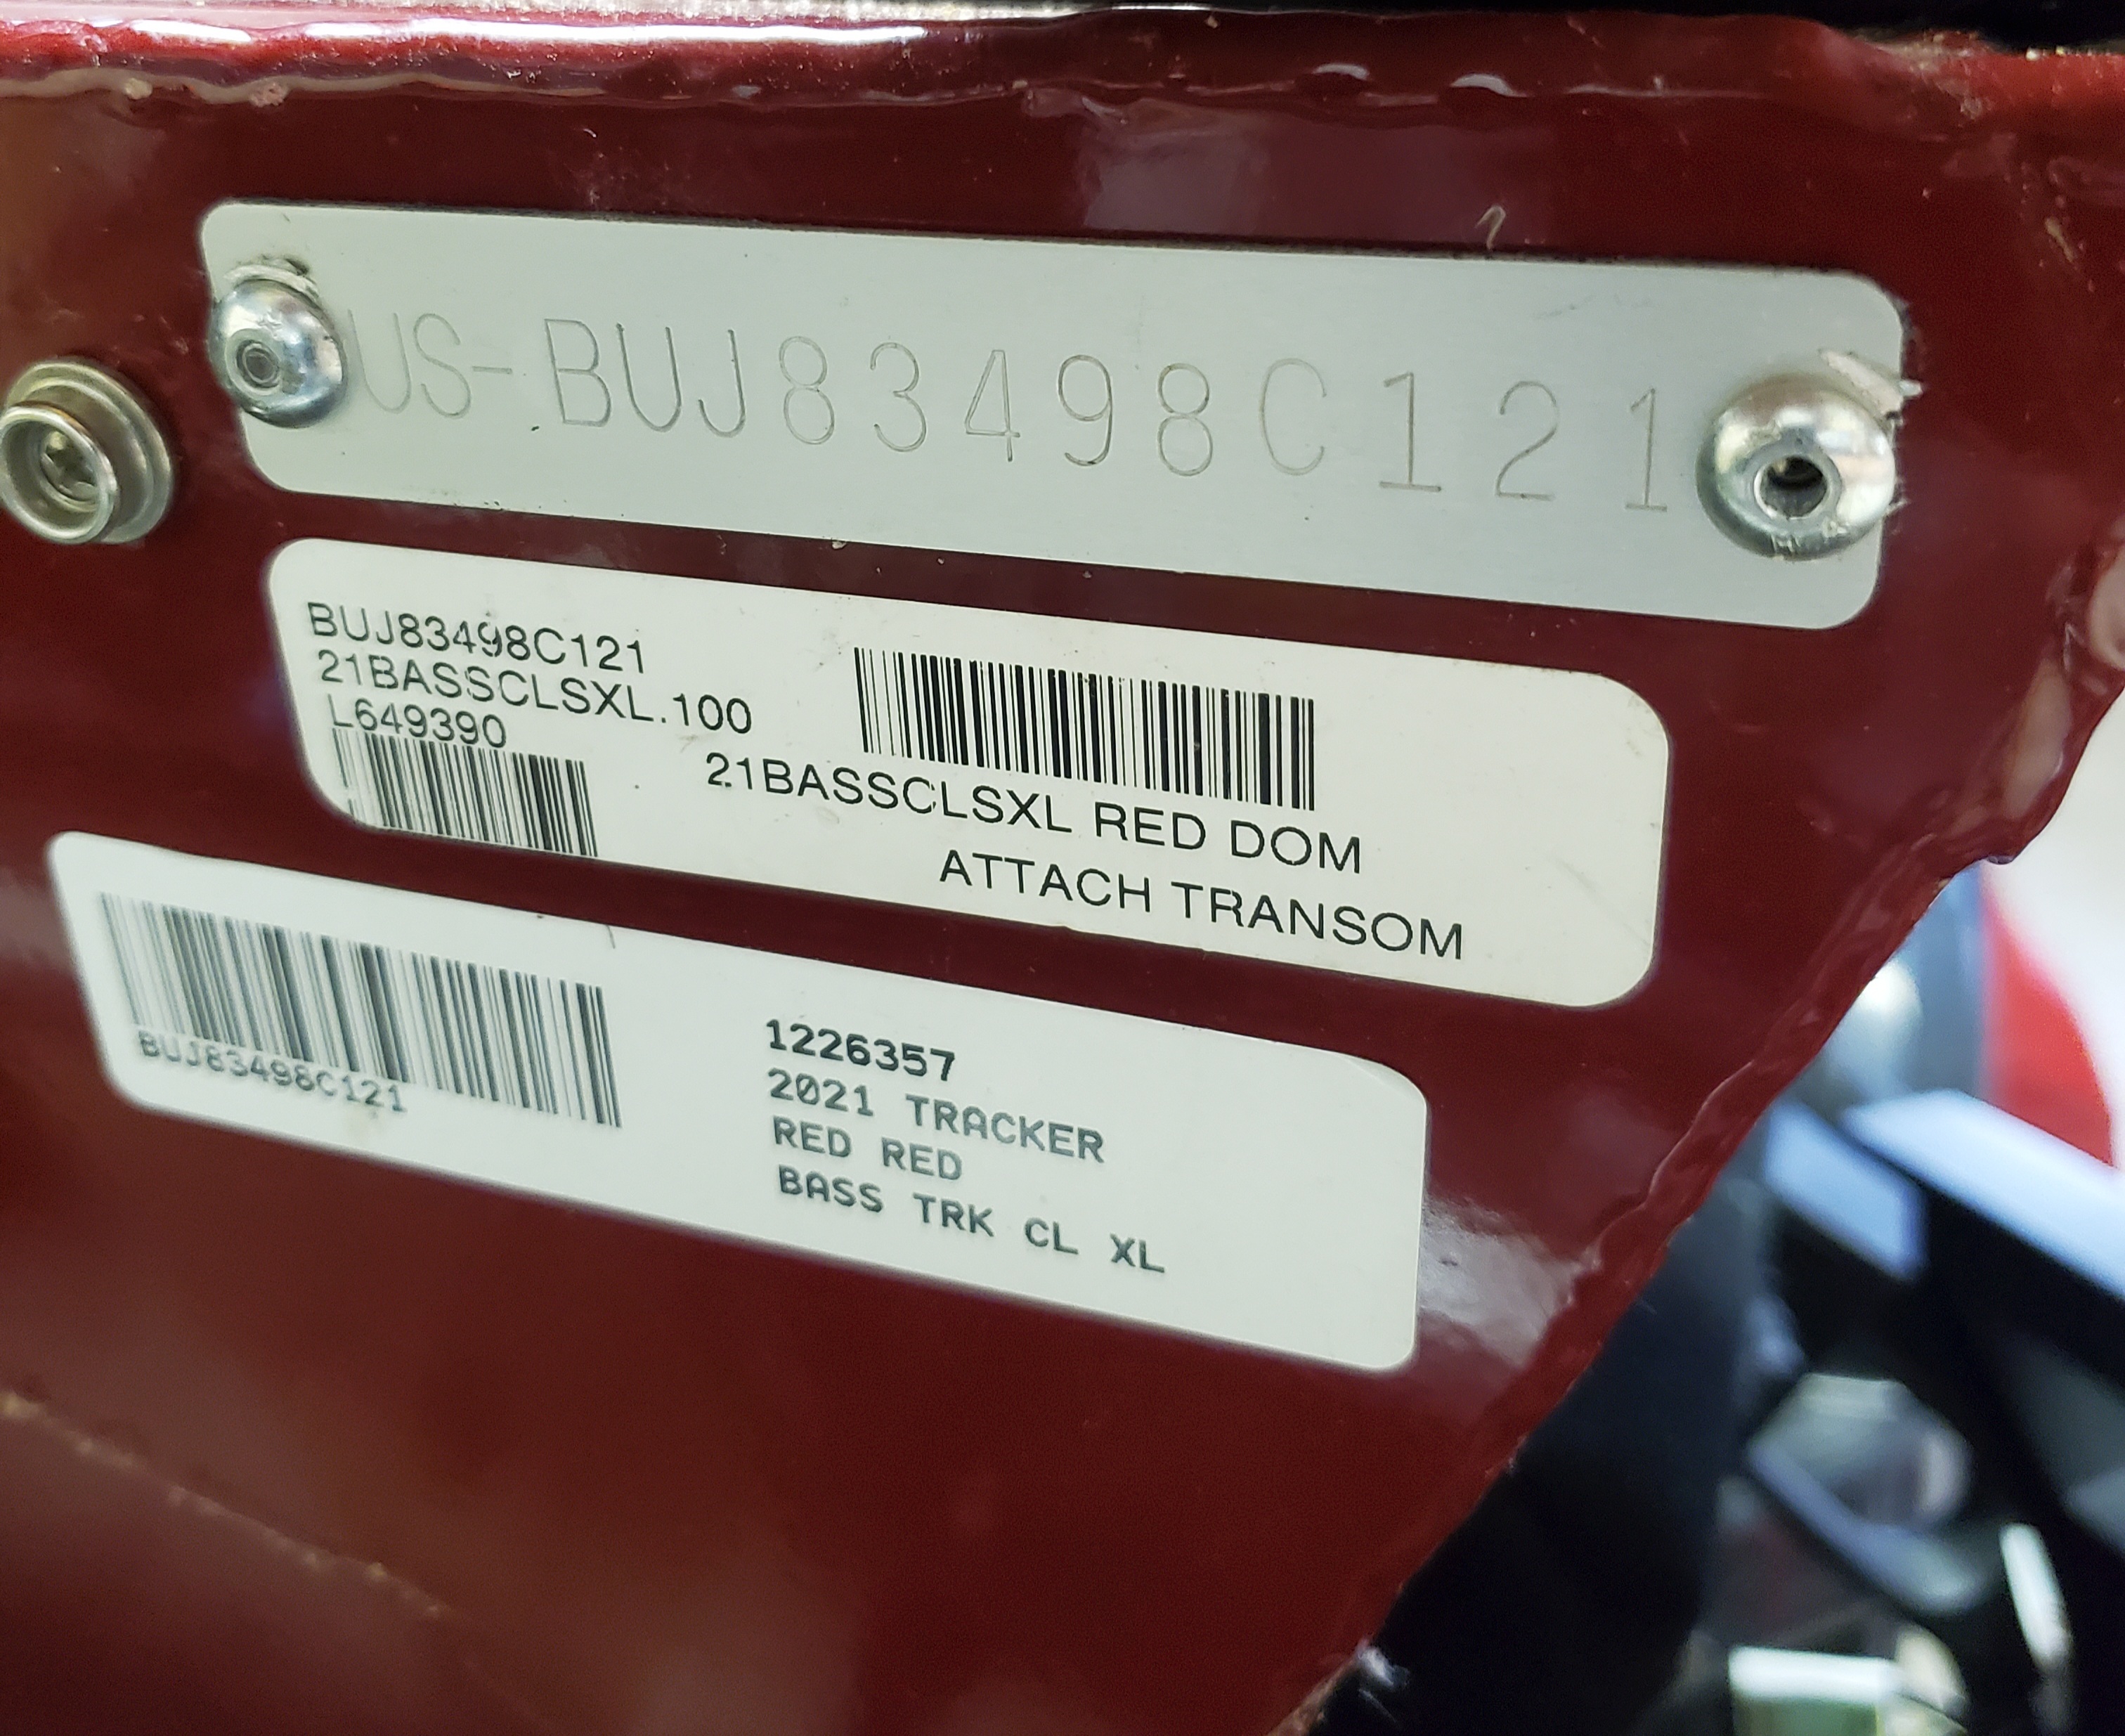 US-BUJ83498C121
BUJ83498C121
21BASSCLSXL.100
L649390
21BASSCLSXL RED DOM
ATTACH TRANSOM
BUJ83498C121
1226357
2021 TRACKER
RED RED
BASS TRK CL XL